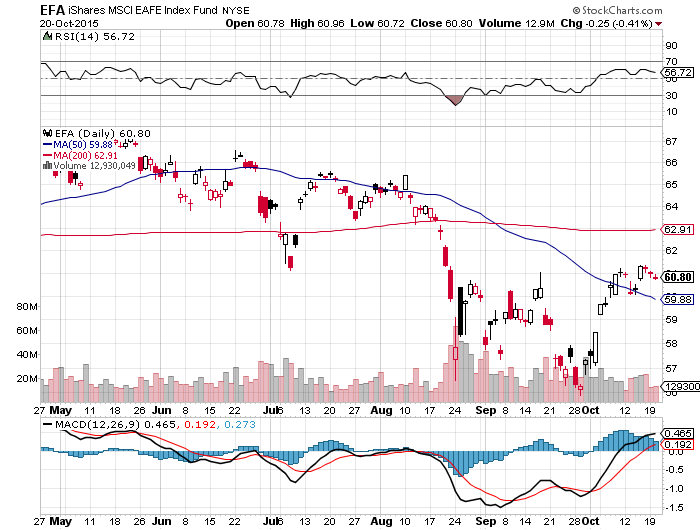 EFA iShares MSCI EAFE Index Fund NYSE © StockCharts.com
20-Oct-2015 Open 60.78 High 60.96 Low 60.72 Close 60.80 Volume 12.9M Chg -0.25 (-0.41%)
RSI(14) 56.72
90
70
56.72
50
30
10
EFA (Daily) 60.80
MA(50) 59.88
MA(200) 62.91
Volume 12,930,049
67
66
65
64
63
62.91
62
61
60.80
59.88
59
58
57
80M
60M
40M
20M
12930
27 May 11 18 26 Jun 8 15 22 Jul 6 13 20 27 Aug 10 17 24 Sep 8 14 21 28 Oct 12 19
MACD(12,26,9) 0.465, 0.192, 0.273
0.465
0.192
0.0
-0.5
-1.0
-1.5
27 May 11 18 26 Jun 8 15 22 Jul 6 13 20 27 Aug 10 17 24 Sep 8 14 21 28 Oct 12 19